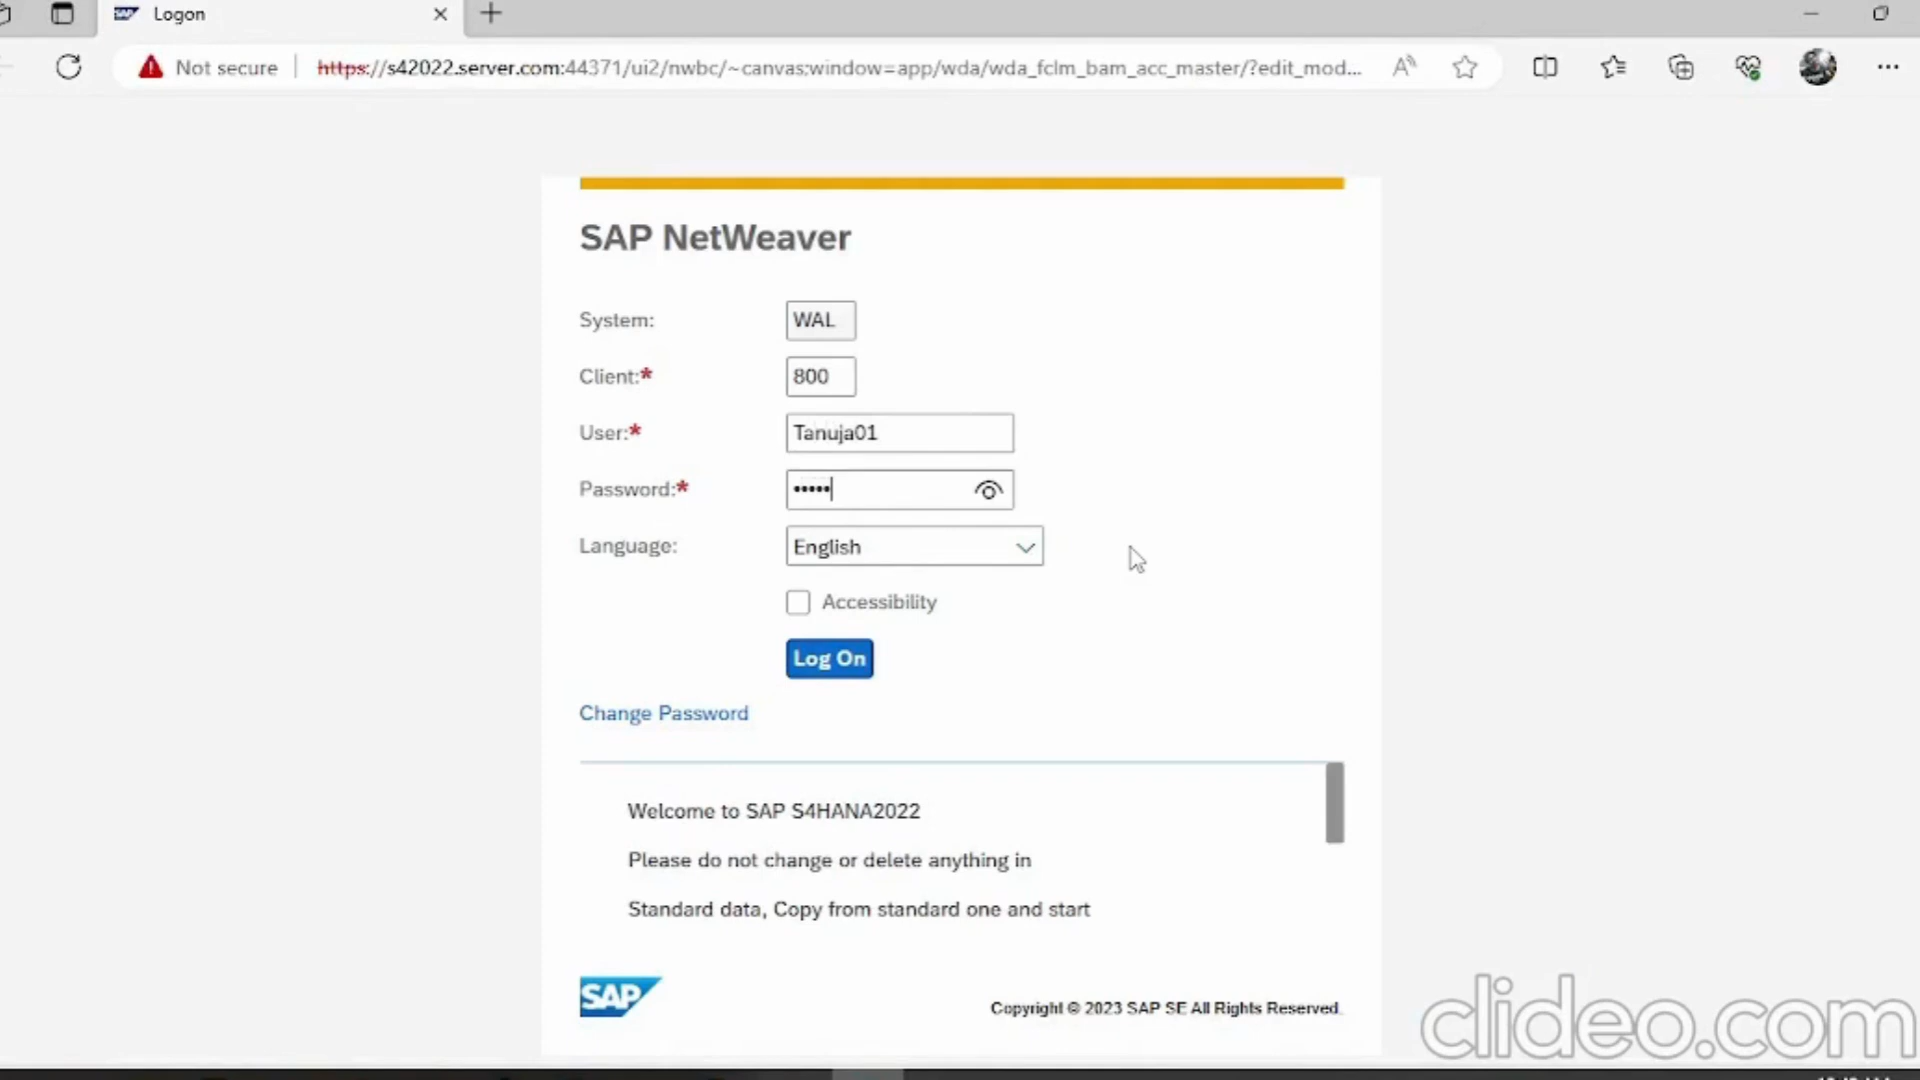 Logon
Not secure
https://s42022.server.com:44371/ui2/nwbc/~canvas;window=app/wda/wda_fclm_bam_acc_master/?edit_mod...
SAP NetWeaver
System: WAL
Client:* 800
User:* Tanuja01
Password:* •••••
Language: English
Accessibility
Log On
Change Password
Welcome to SAP S4HANA2022
Please do not change or delete anything in
Standard data, Copy from standard one and start
SAP
Copyright © 2023 SAP SE All Rights Reserved.
clideo.com